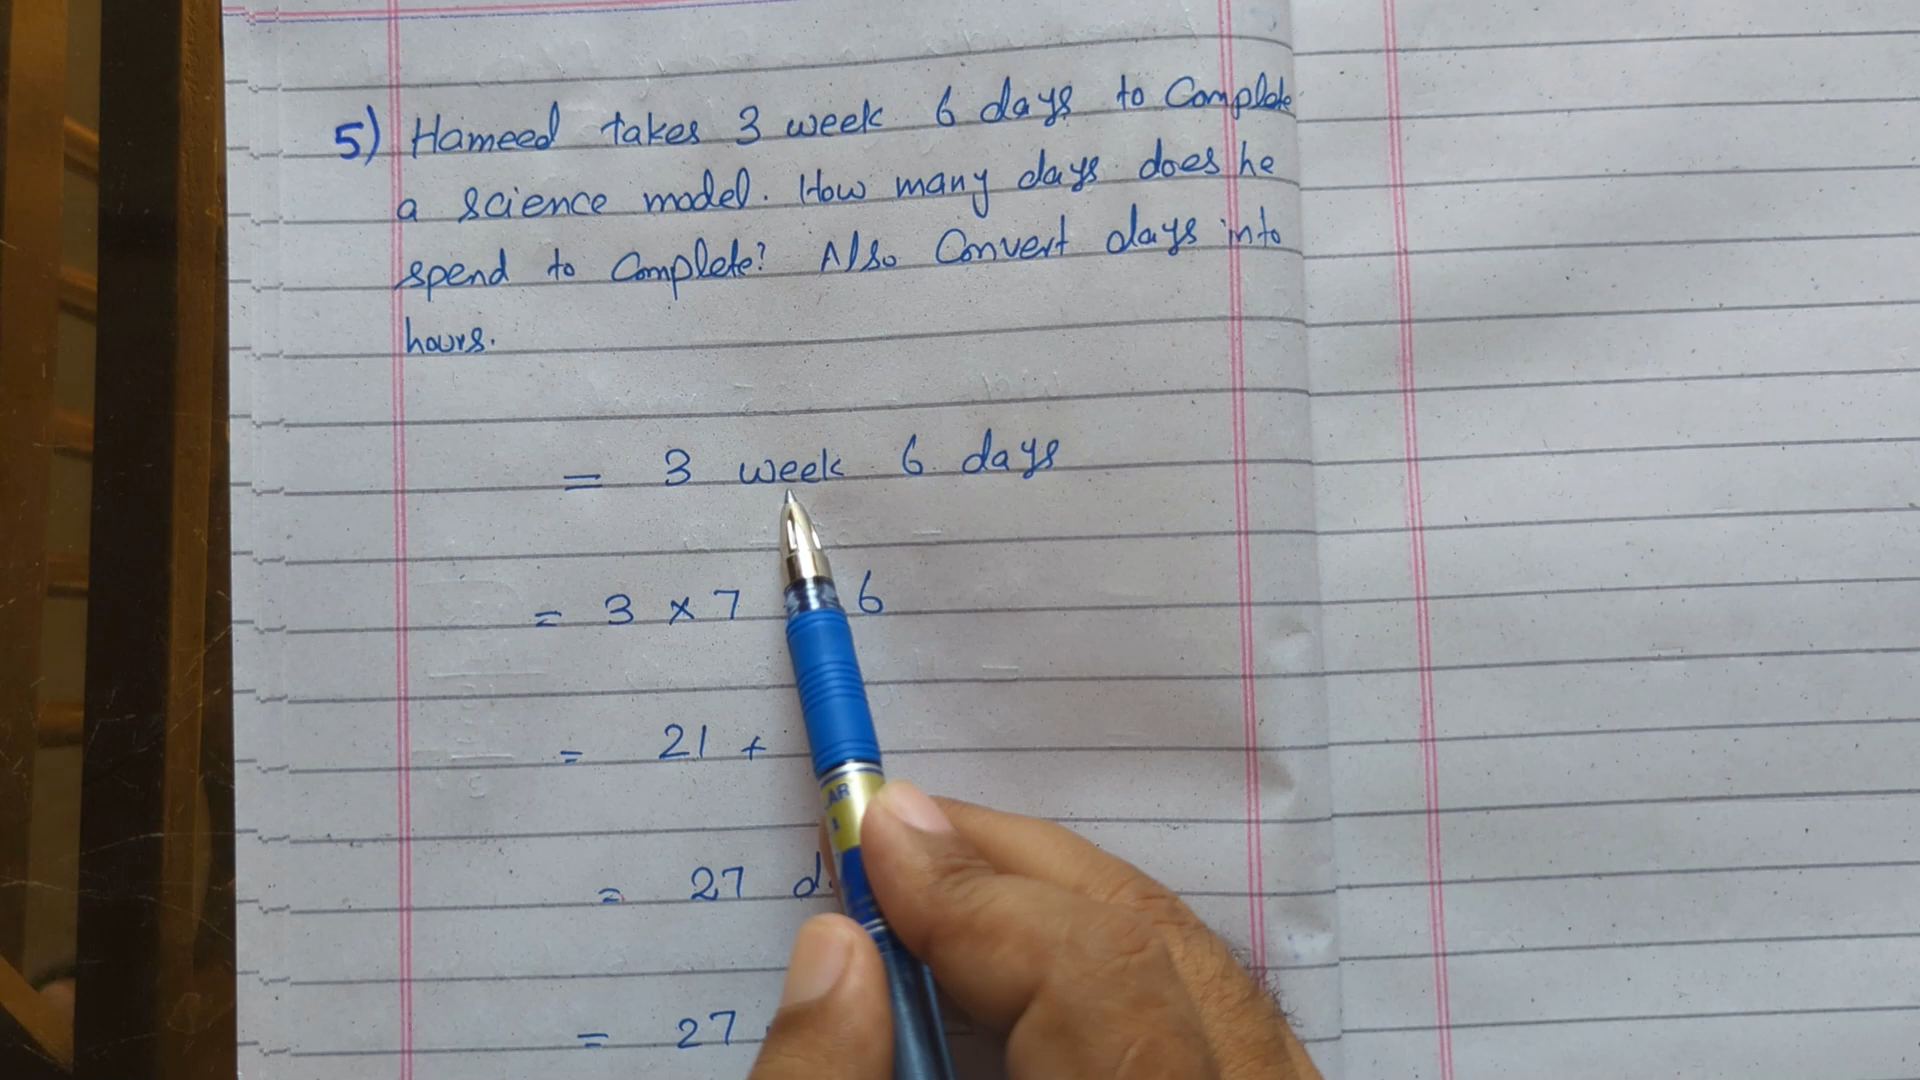 5) Hameed takes 3 week 6 days to Complete
a science model. How many days does he
spend to Complete? Also Convert days into
hours.
= 3 week 6 days
= 3 × 7 6
= 21 +
= 27 d
= 27
AR